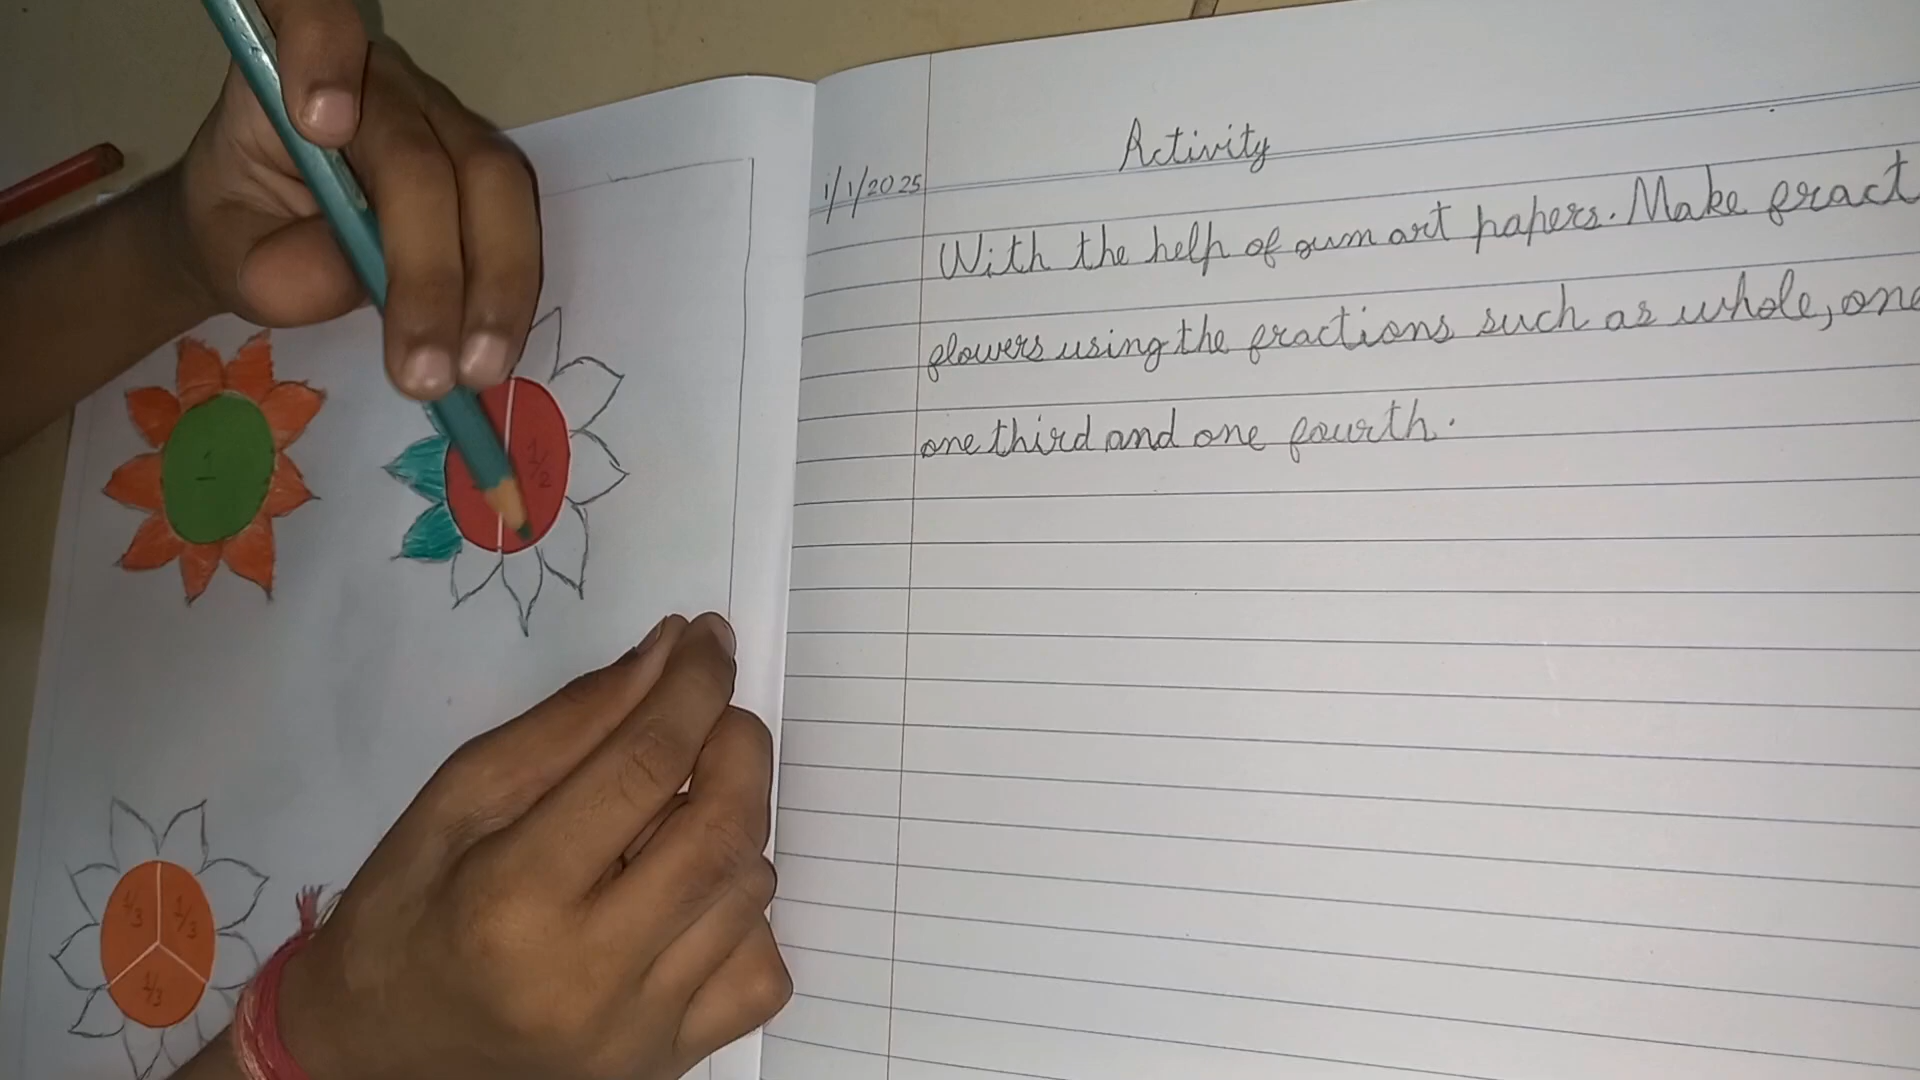 Activity
1/1/2025
With the help of gum art papers. Make fract
flowers using the fractions such as whole, one
one third and one fourth.
1
1/2
1/3 1/3
1/3